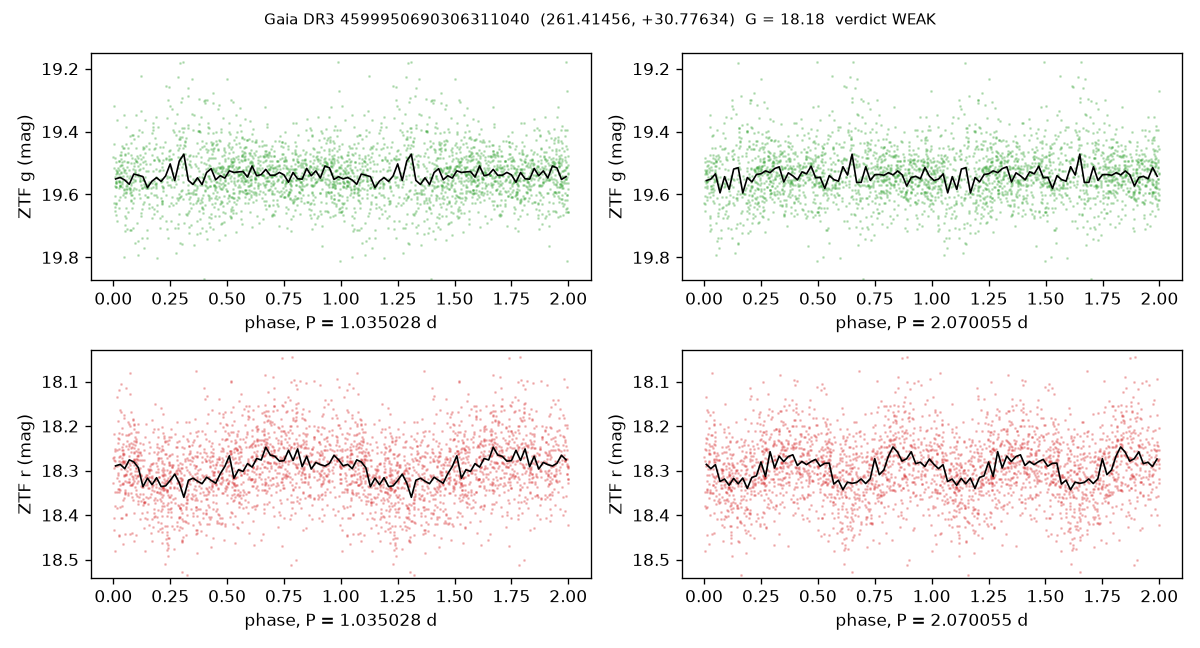 Gaia DR3 4599950690306311040 (261.41456, +30.77634) G = 18.18 verdict WEAK
ZTF g (mag)
19.2
19.4
19.6
19.8
0.00 0.25 0.50 0.75 1.00 1.25 1.50 1.75 2.00
phase, P = 1.035028 d
ZTF g (mag)
19.2
19.4
19.6
19.8
0.00 0.25 0.50 0.75 1.00 1.25 1.50 1.75 2.00
phase, P = 2.070055 d
ZTF r (mag)
18.1
18.2
18.3
18.4
18.5
0.00 0.25 0.50 0.75 1.00 1.25 1.50 1.75 2.00
phase, P = 1.035028 d
ZTF r (mag)
18.1
18.2
18.3
18.4
18.5
0.00 0.25 0.50 0.75 1.00 1.25 1.50 1.75 2.00
phase, P = 2.070055 d